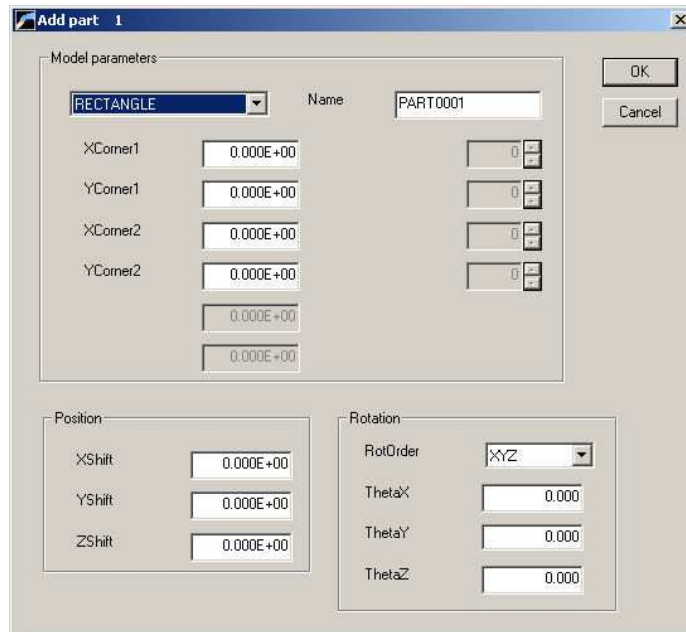 Add part 1
Model parameters
RECTANGLE
Name
PART0001
OK
Cancel
XCorner1
0.000E+00
0
YCorner1
0.000E+00
0
XCorner2
0.000E+00
0
YCorner2
0.000E+00
0
0.000E+00
0.000E+00
Position
XShift
0.000E+00
YShift
0.000E+00
ZShift
0.000E+00
Rotation
RotOrder
XYZ
ThetaX
0.000
ThetaY
0.000
ThetaZ
0.000